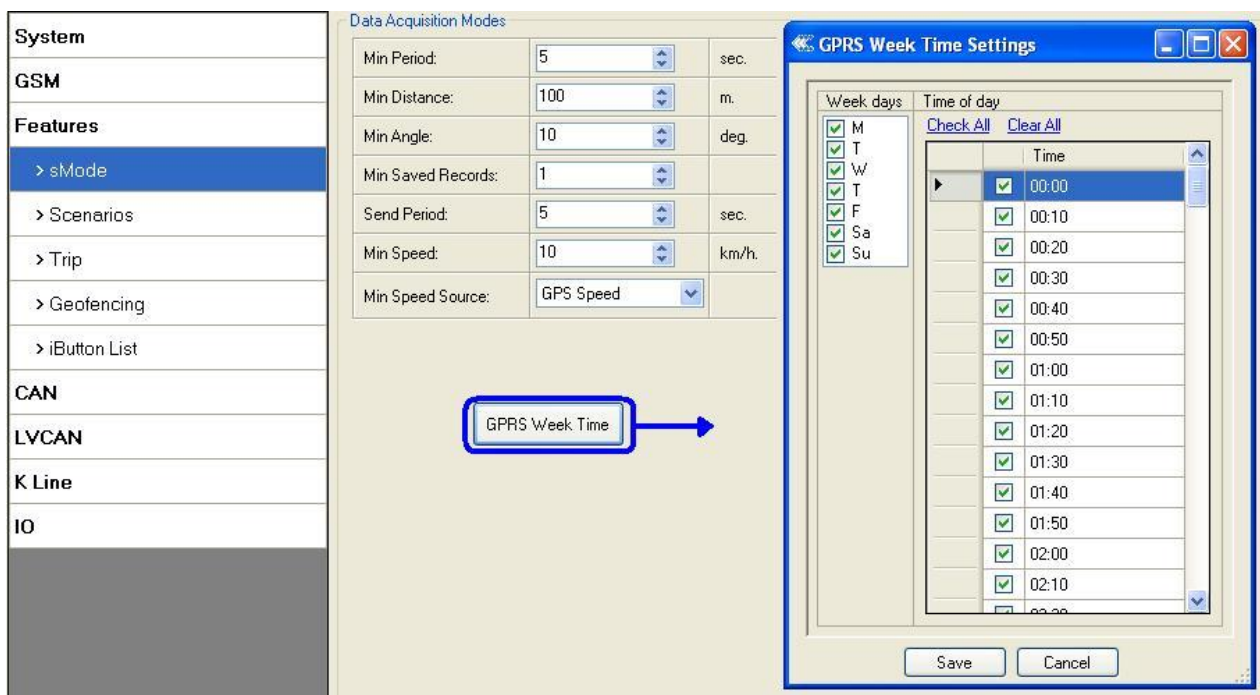 System
GSM
Features
> sMode
> Scenarios
> Trip
> Geofencing
> iButton List
CAN
LVCAN
K Line
IO
Data Acquisition Modes
Min Period: 5 sec.
Min Distance: 100 m.
Min Angle: 10 deg.
Min Saved Records: 1
Send Period: 5 sec.
Min Speed: 10 km/h.
Min Speed Source: GPS Speed
GPRS Week Time
GPRS Week Time Settings
Week days
M
T
W
T
F
Sa
Su
Time of day
Check All Clear All
Time
00:00
00:10
00:20
00:30
00:40
00:50
01:00
01:10
01:20
01:30
01:40
01:50
02:00
02:10
Save Cancel